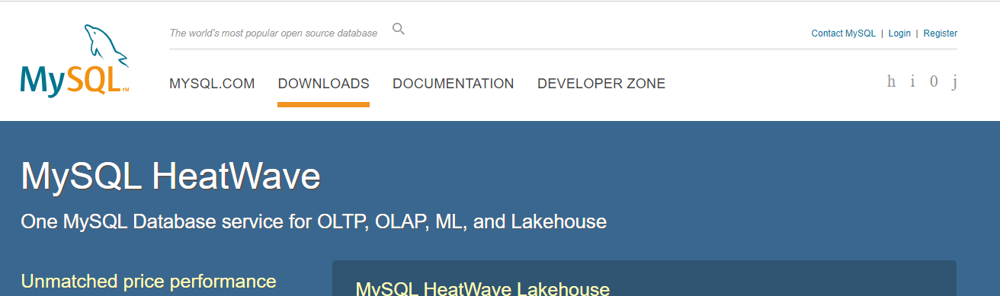 The world's most popular open source database
Contact MySQL | Login | Register
MySQL™
MYSQL.COM DOWNLOADS DOCUMENTATION DEVELOPER ZONE
h i 0 j
MySQL HeatWave
One MySQL Database service for OLTP, OLAP, ML, and Lakehouse
Unmatched price performance
MySQL HeatWave Lakehouse